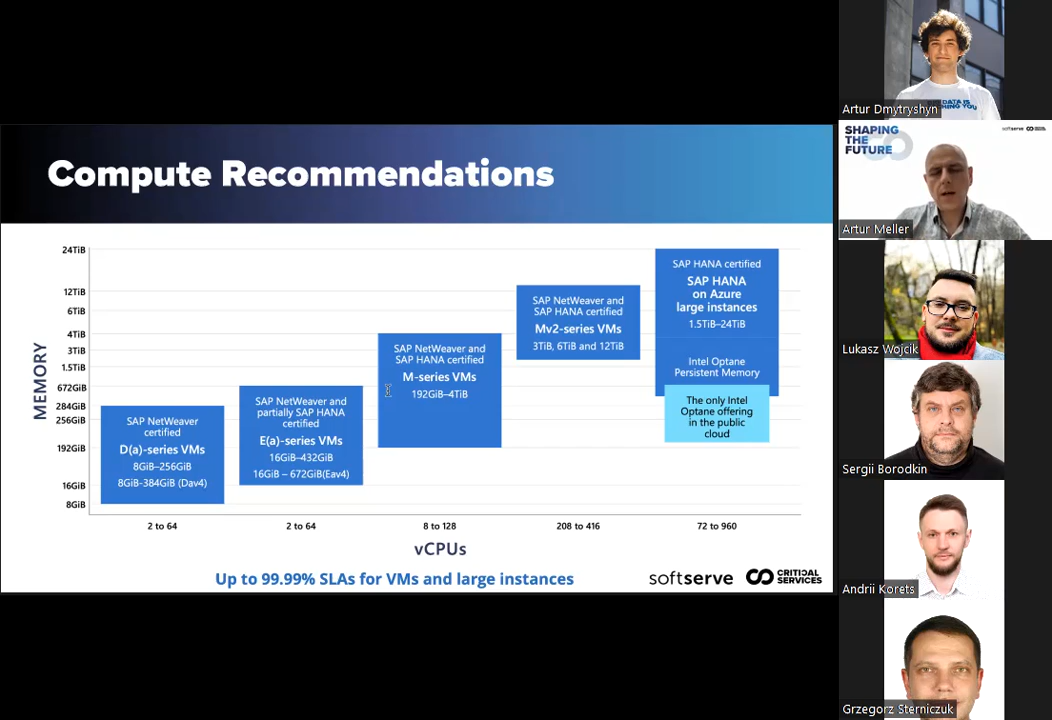 Compute Recommendations
MEMORY
24TiB
12TiB
6TiB
4TiB
3TiB
1.5TiB
672GiB
284GiB
256GiB
192GiB
16GiB
8GiB
SAP NetWeaver
certified
D(a)-series VMs
8GiB–256GiB
8GiB-384GiB (Dav4)
SAP NetWeaver and
partially SAP HANA
certified
E(a)-series VMs
16GiB–432GiB
16GiB – 672GiB(Eav4)
SAP NetWeaver and
SAP HANA certified
M-series VMs
192GiB–4TiB
SAP NetWeaver and
SAP HANA certified
Mv2-series VMs
3TiB, 6TiB and 12TiB
SAP HANA certified
SAP HANA
on Azure
large instances
1.5TiB–24TiB
Intel Optane
Persistent Memory
The only Intel
Optane offering
in the public
cloud
2 to 64
2 to 64
8 to 128
208 to 416
72 to 960
vCPUs
Up to 99.99% SLAs for VMs and large instances
softserve
CRITICAL
SERVICES
Artur Dmytryshyn
SHAPING
THE
FUTURE
softserve
Artur Meller
Lukasz Wojcik
Sergii Borodkin
Andrii Korets
Grzegorz Sterniczuk